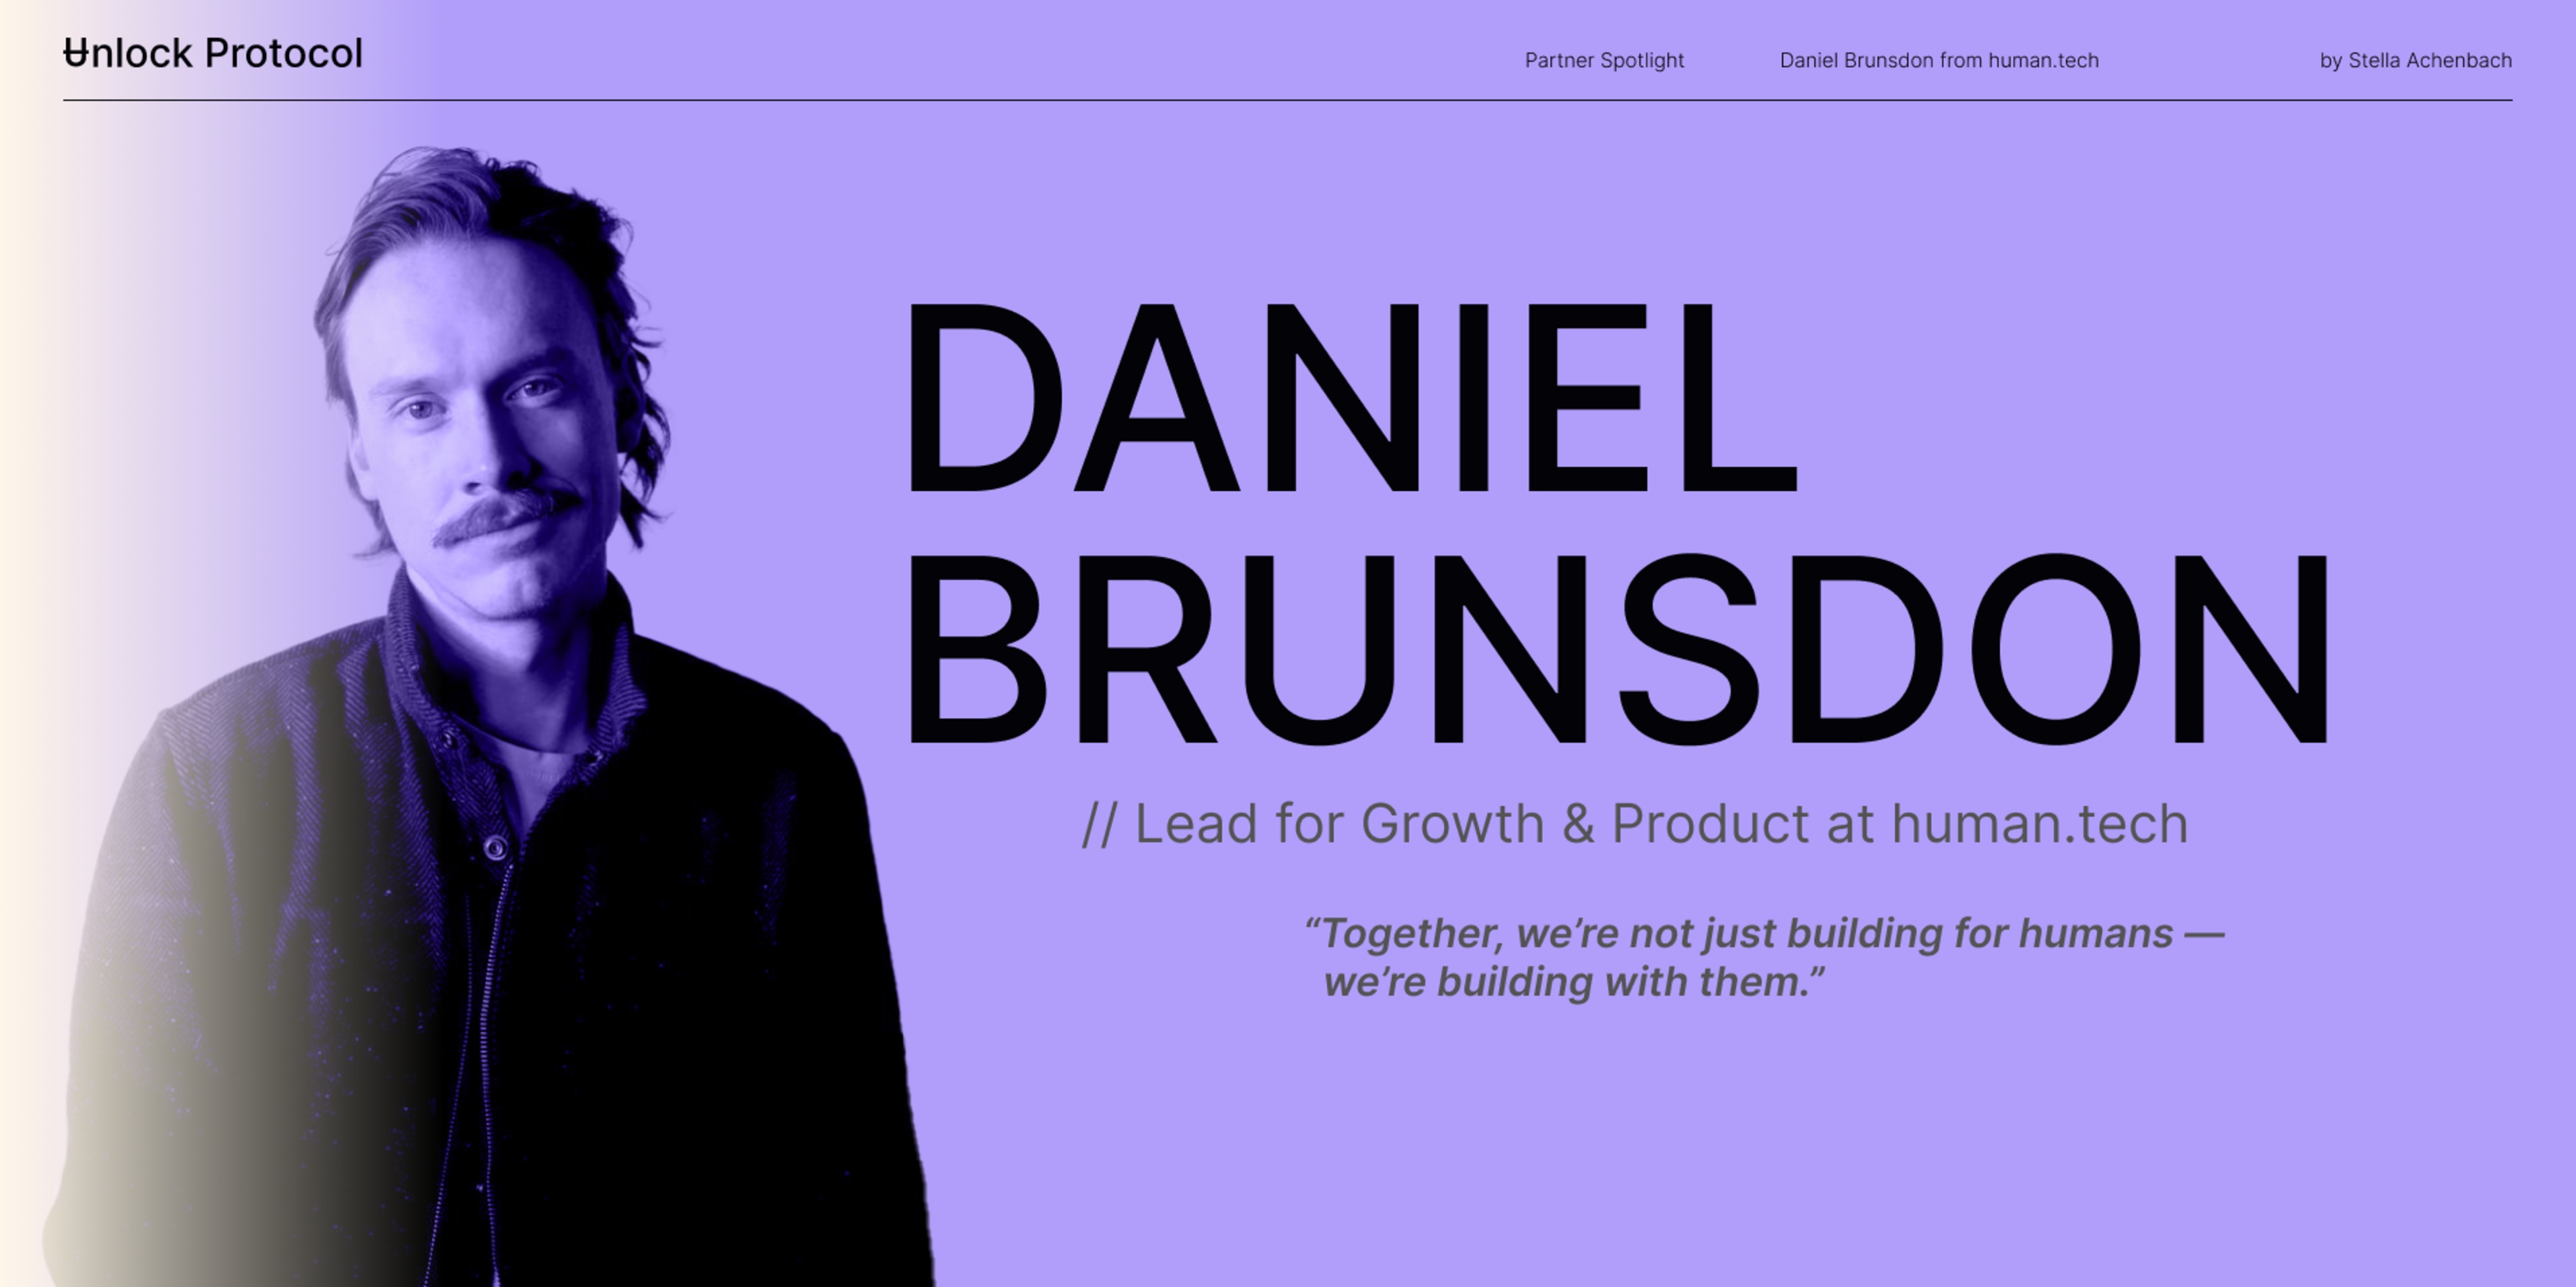 Ʉnlock Protocol
Partner Spotlight
Daniel Brunsdon from human.tech
by Stella Achenbach
DANIEL
BRUNSDON
// Lead for Growth & Product at human.tech
“Together, we’re not just building for humans —
we’re building with them.”